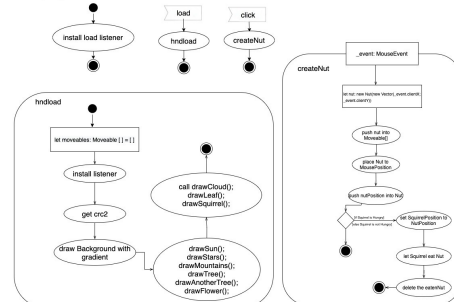 install load listener
load
hndload
click
createNut
hndload
let moveables: Moveable [ ] = [ ]
install listener
get crc2
draw Background with
gradient
drawSun();
drawStars();
drawMountains();
drawTree();
drawAnotherTree();
drawFlower();
call drawCloud();
drawLeaf();
drawSquirrel();
createNut
_event: MouseEvent
let nut: new Nut(new Vector(_event.clientX,
_event.clientY))
push nut into
Moveable[]
place Nut to
MousePosition
push nutPosition into Nut
[if Squirrel is Hungry]
[else Squirrel is not Hungry]
set SquirrelPosition to
NutPosition
let Squirrel eat Nut
delete the eatenNut